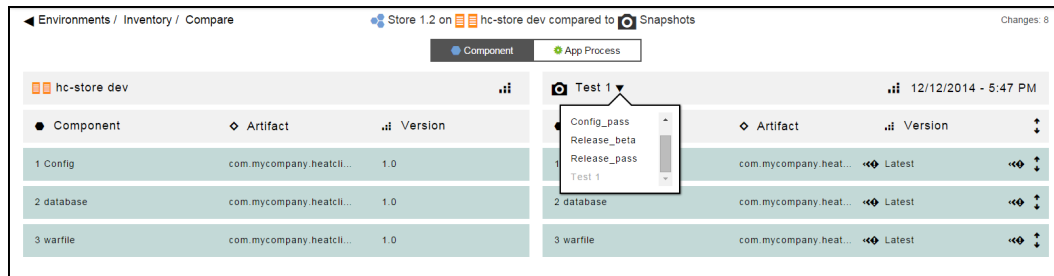 Environments / Inventory / Compare
Store 1.2 on hc-store dev compared to Snapshots
Changes: 8
Component
App Process
hc-store dev
Test 1
12/12/2014 - 5:47 PM
Component Artifact Version
Artifact Version
Config_pass
Release_beta
Release_pass
Test 1
1 Config com.mycompany.heatcli... 1.0
1 com.mycompany.heat... Latest
2 database com.mycompany.heatcli... 1.0
2 database com.mycompany.heat... Latest
3 warfile com.mycompany.heatcli... 1.0
3 warfile com.mycompany.heat... Latest